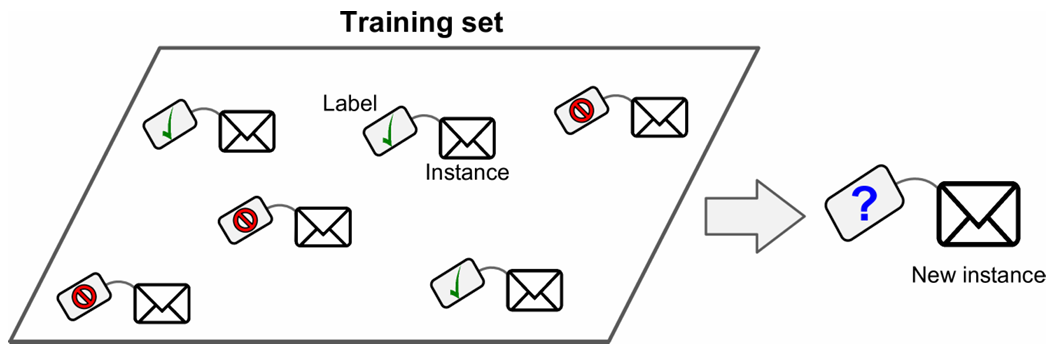 Training set
Label
Instance
?
New instance